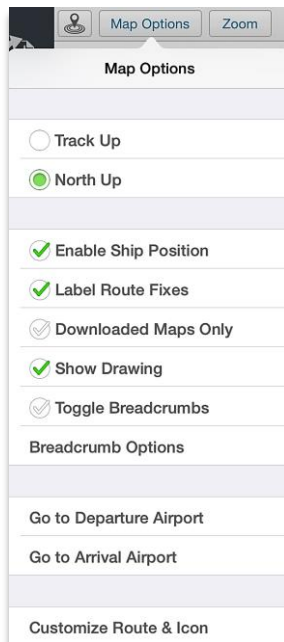 Map Options Zoom
Map Options
Track Up
North Up
Enable Ship Position
Label Route Fixes
Downloaded Maps Only
Show Drawing
Toggle Breadcrumbs
Breadcrumb Options
Go to Departure Airport
Go to Arrival Airport
Customize Route & Icon